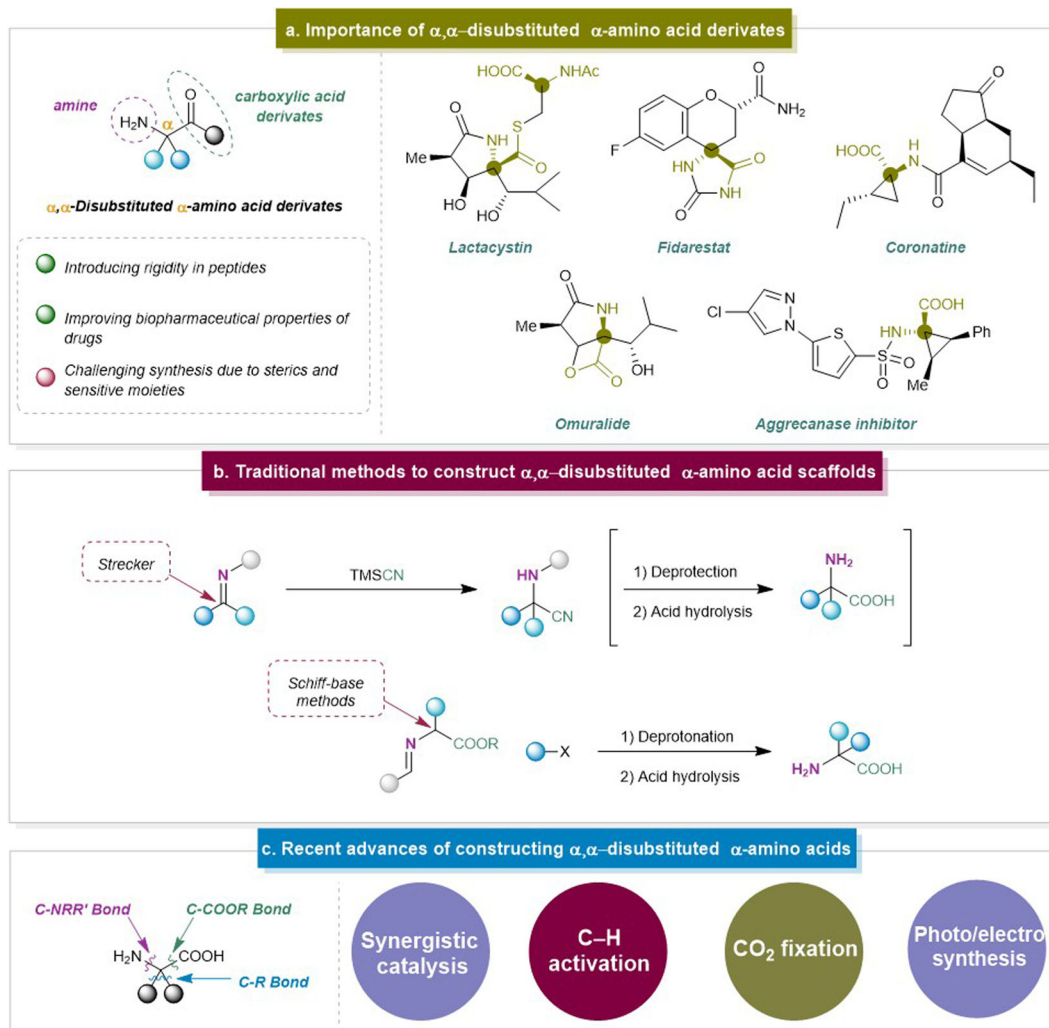 a. Importance of α,α–disubstituted α-amino acid derivates
amine
carboxylic acid
derivates
H₂N
α
O
α,α-Disubstituted α-amino acid derivates
Introducing rigidity in peptides
Improving biopharmaceutical properties of
drugs
Challenging synthesis due to sterics and
sensitive moieties
HOOC
NHAc
O
S
NH
Me
O
HO
HO
Lactacystin
O
O
NH₂
F
HN
O
NH
O
Fidarestat
O
H
HOOC
N
O
Coronatine
O
NH
Me
O
O
OH
Omuralide
Cl
N
N
S
S
O
O
HN
COOH
Ph
Me
Aggrecanase inhibitor
b. Traditional methods to construct α,α–disubstituted α-amino acid scaffolds
Strecker
N
TMSCN
HN
CN
1) Deprotection
2) Acid hydrolysis
NH₂
COOH
Schiff-base
methods
N
COOR
X
1) Deprotonation
2) Acid hydrolysis
H₂N
COOH
c. Recent advances of constructing α,α–disubstituted α-amino acids
C-NRR' Bond
C-COOR Bond
H₂N
COOH
C-R Bond
Synergistic
catalysis
C–H
activation
CO₂ fixation
Photo/electro
synthesis